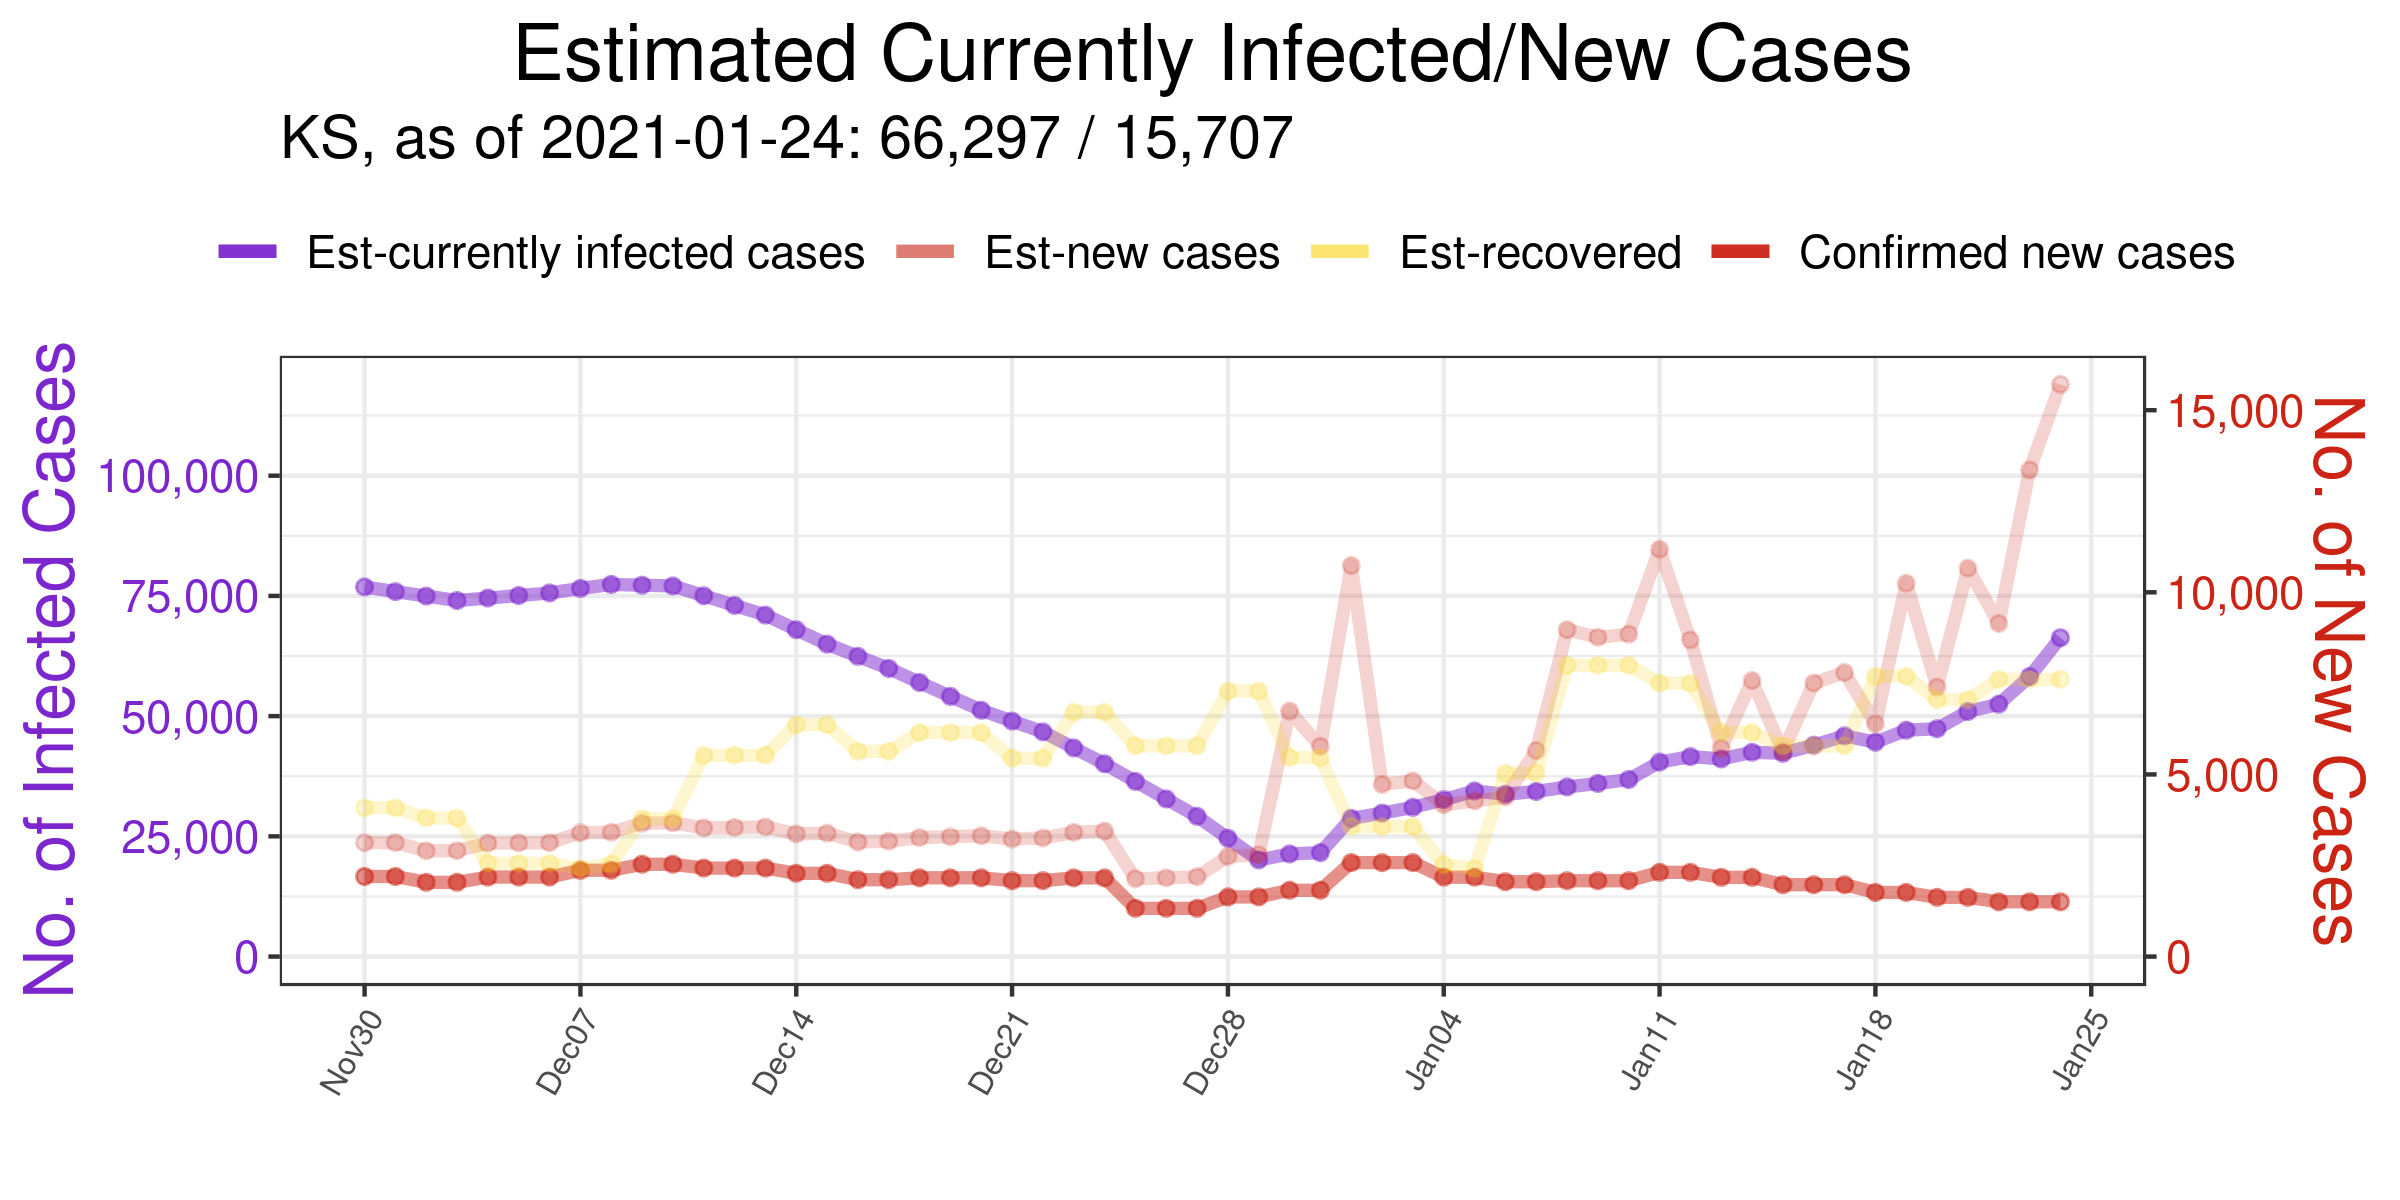 Estimated Currently Infected/New Cases
KS, as of 2021-01-24: 66,297 / 15,707
Est-currently infected cases
Est-new cases
Est-recovered
Confirmed new cases
No. of Infected Cases
100,000
75,000
50,000
25,000
0
15,000
10,000
5,000
0
No. of New Cases
Nov30
Dec07
Dec14
Dec21
Dec28
Jan04
Jan11
Jan18
Jan25